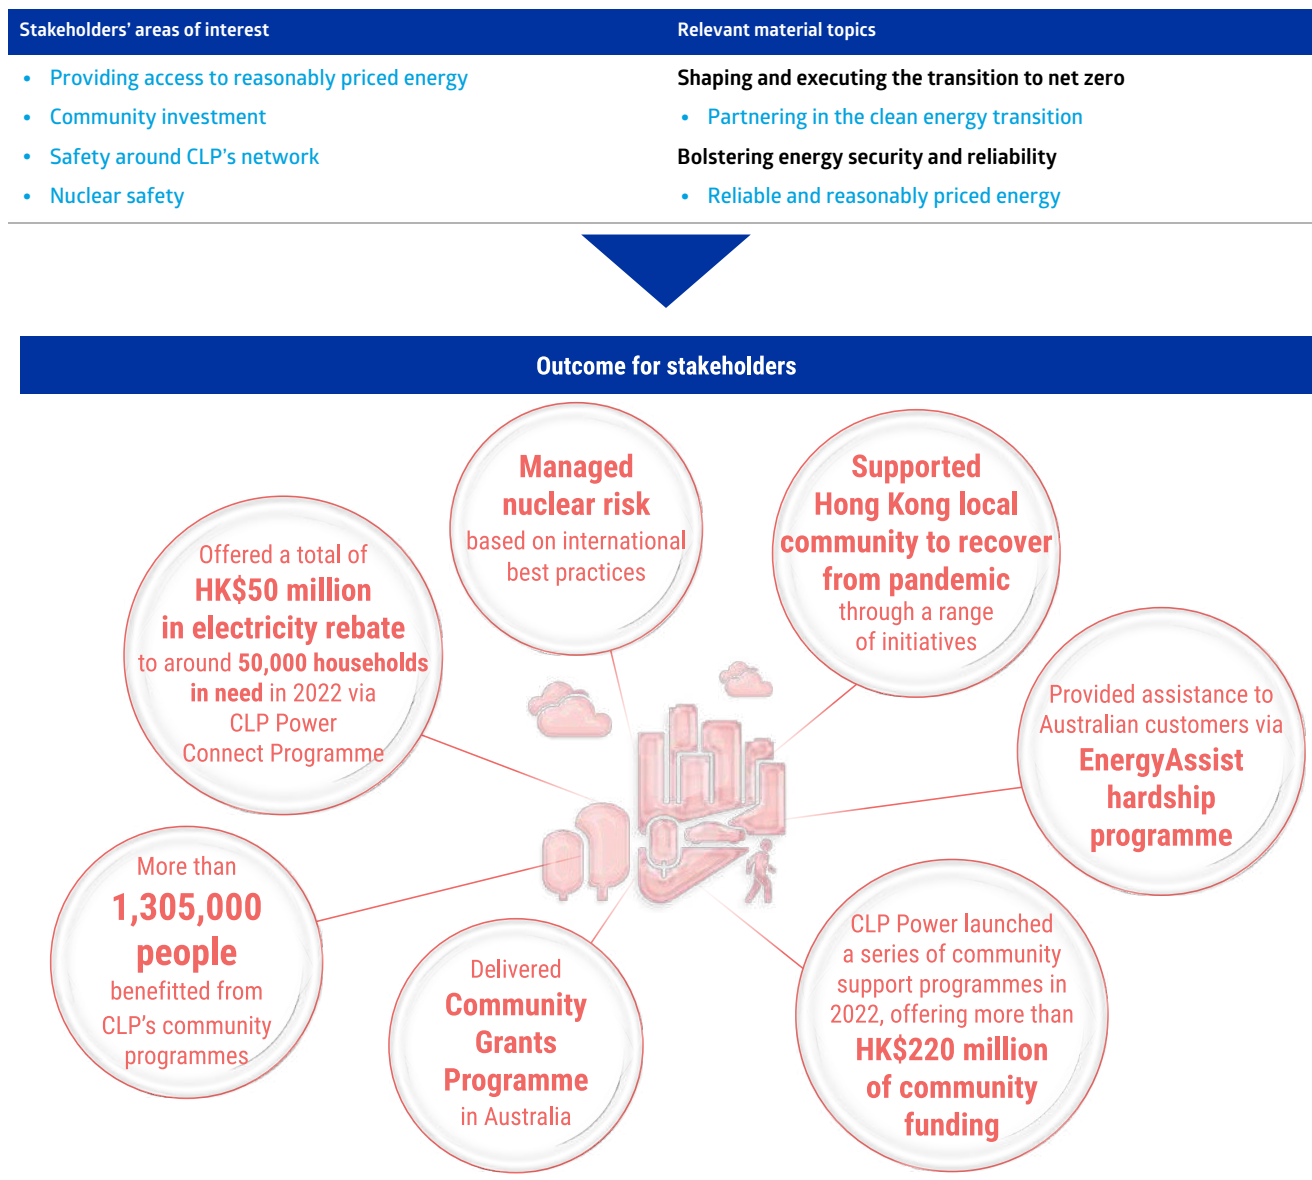 Stakeholders' areas of interest
Relevant material topics
• Providing access to reasonably priced energy
• Community investment
• Safety around CLP's network
• Nuclear safety
Shaping and executing the transition to net zero
• Partnering in the clean energy transition
Bolstering energy security and reliability
• Reliable and reasonably priced energy
Outcome for stakeholders
Managed
nuclear risk
based on international
best practices
Supported
Hong Kong local
community to recover
from pandemic
through a range
of initiatives
Offered a total of
HK$50 million
in electricity rebate
to around 50,000 households
in need in 2022 via
CLP Power
Connect Programme
Provided assistance to
Australian customers via
EnergyAssist
hardship
programme
More than
1,305,000
people
benefitted from
CLP's community
programmes
Delivered
Community
Grants
Programme
in Australia
CLP Power launched
a series of community
support programmes in
2022, offering more than
HK$220 million
of community
funding